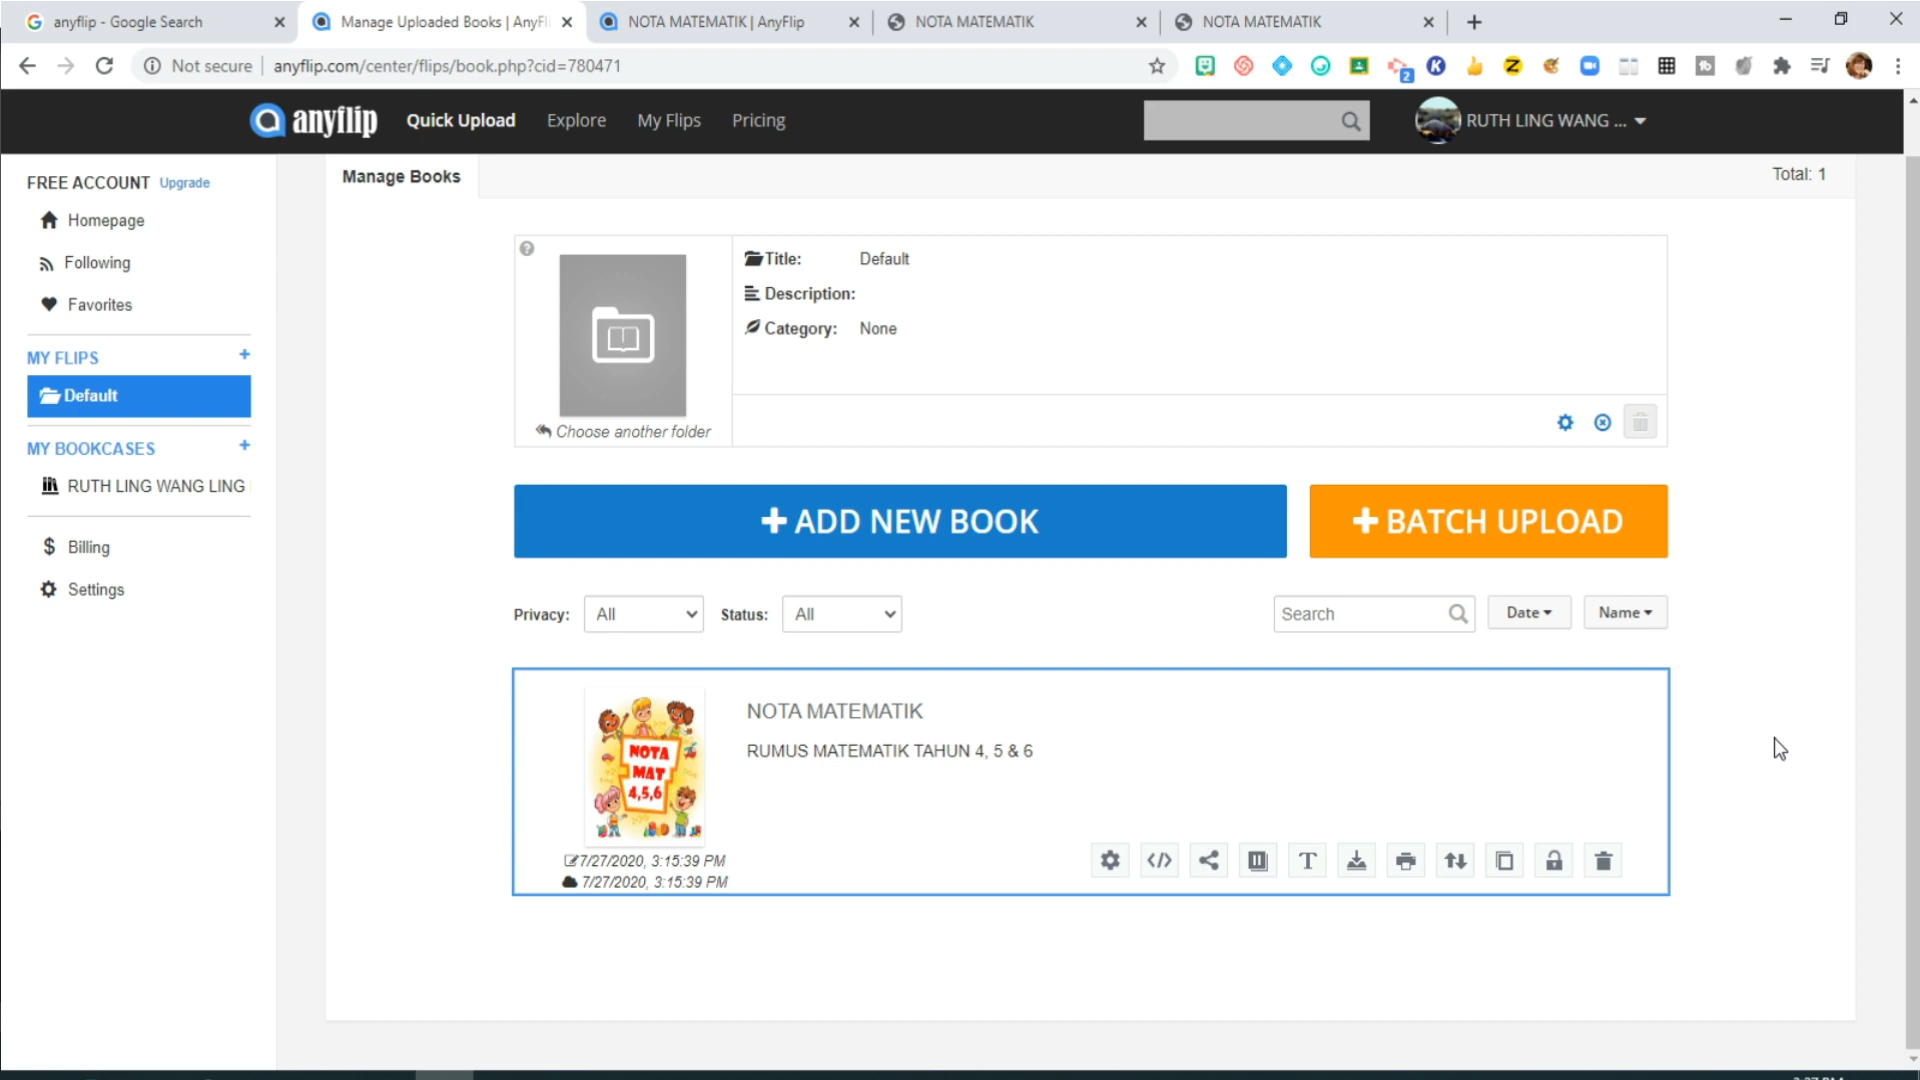 anyflip - Google Search
Manage Uploaded Books | AnyFli
NOTA MATEMATIK | AnyFlip
NOTA MATEMATIK
NOTA MATEMATIK
Not secure
anyflip.com/center/flips/book.php?cid=780471
2
anyflip
Quick Upload
Explore
My Flips
Pricing
RUTH LING WANG ...
FREE ACCOUNT Upgrade
Homepage
Following
Favorites
MY FLIPS +
Default
MY BOOKCASES +
RUTH LING WANG LING
Billing
Settings
Manage Books
Total: 1
Title: Default
Description:
Category: None
Choose another folder
+ ADD NEW BOOK
+ BATCH UPLOAD
Privacy: All
Status: All
Search
Date
Name
NOTA
MAT
4,5,6
NOTA MATEMATIK
RUMUS MATEMATIK TAHUN 4, 5 & 6
7/27/2020, 3:15:39 PM
7/27/2020, 3:15:39 PM